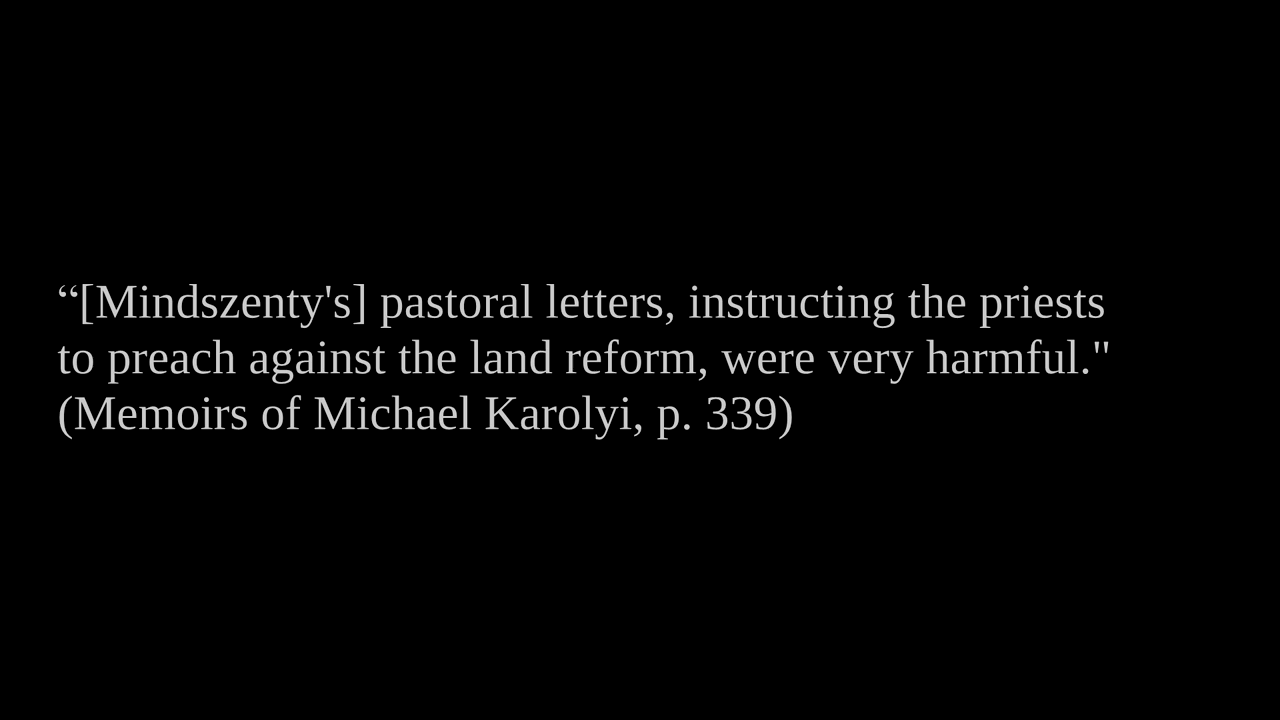 “[Mindszenty's] pastoral letters, instructing the priests
to preach against the land reform, were very harmful."
(Memoirs of Michael Karolyi, p. 339)